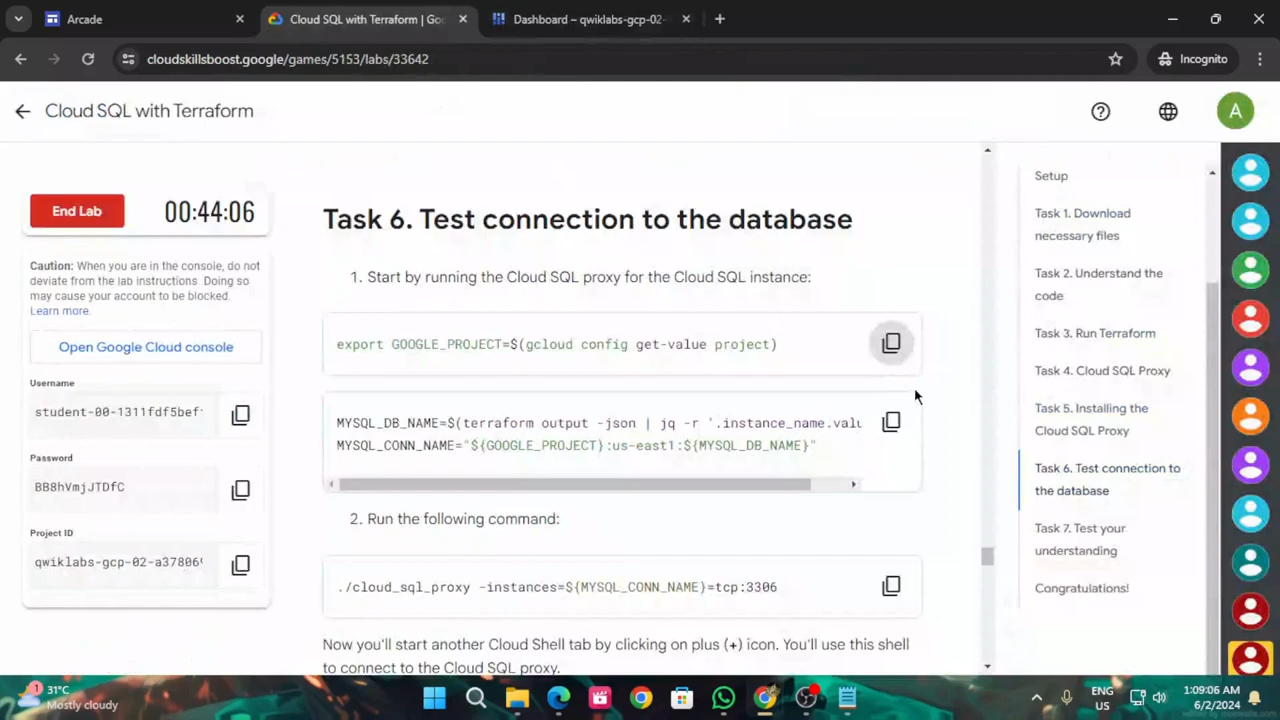 Arcade
Cloud SQL with Terraform | Goo
Dashboard – qwiklabs-gcp-02-
cloudskillsboost.google/games/5153/labs/33642
Incognito
Cloud SQL with Terraform
A
End Lab
00:44:06
Caution: When you are in the console, do not
deviate from the lab instructions. Doing so
may cause your account to be blocked.
Learn more.
Open Google Cloud console
Username
student-00-1311fdf5bef
Password
BB8hVmjJTDfC
Project ID
qwiklabs-gcp-02-a37806
Task 6. Test connection to the database
1. Start by running the Cloud SQL proxy for the Cloud SQL instance:
export GOOGLE_PROJECT=$(gcloud config get-value project)
MYSQL_DB_NAME=$(terraform output -json | jq -r '.instance_name.valu
MYSQL_CONN_NAME="${GOOGLE_PROJECT}:us-east1:${MYSQL_DB_NAME}"
2. Run the following command:
./cloud_sql_proxy -instances=${MYSQL_CONN_NAME}=tcp:3306
Now you'll start another Cloud Shell tab by clicking on plus (+) icon. You'll use this shell
to connect to the Cloud SQL proxy.
Setup
Task 1. Download
necessary files
Task 2. Understand the
code
Task 3. Run Terraform
Task 4. Cloud SQL Proxy
Task 5. Installing the
Cloud SQL Proxy
Task 6. Test connection to
the database
Task 7. Test your
understanding
Congratulations!
1
31°C
Mostly cloudy
ENG
US
1:09:06 AM
6/2/2024